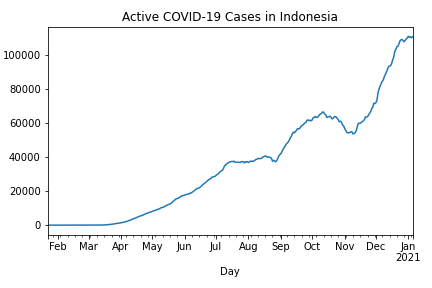 Active COVID-19 Cases in Indonesia
100000
80000
60000
40000
20000
0
Feb Mar Apr May Jun Jul Aug Sep Oct Nov Dec Jan
2021
Day